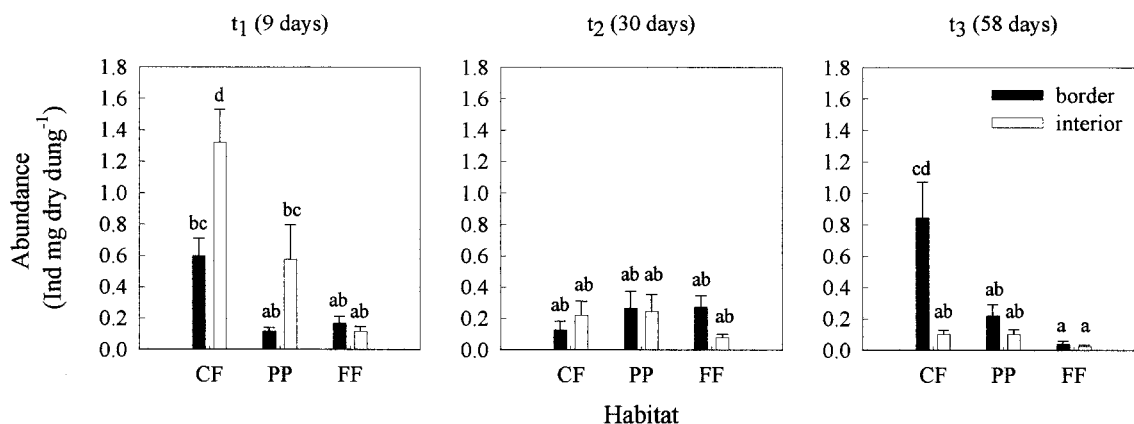 t1 (9 days)
t2 (30 days)
t3 (58 days)
Abundance
(Ind mg dry dung-1)
1.8
1.6
1.4
1.2
1.0
0.8
0.6
0.4
0.2
0.0
bc
d
ab
bc
ab
ab
CF PP FF
1.8
1.6
1.4
1.2
1.0
0.8
0.6
0.4
0.2
0.0
ab
ab
ab ab
ab
ab
CF PP FF
1.8
1.6
1.4
1.2
1.0
0.8
0.6
0.4
0.2
0.0
border
interior
cd
ab
ab
ab
a a
CF PP FF
Habitat